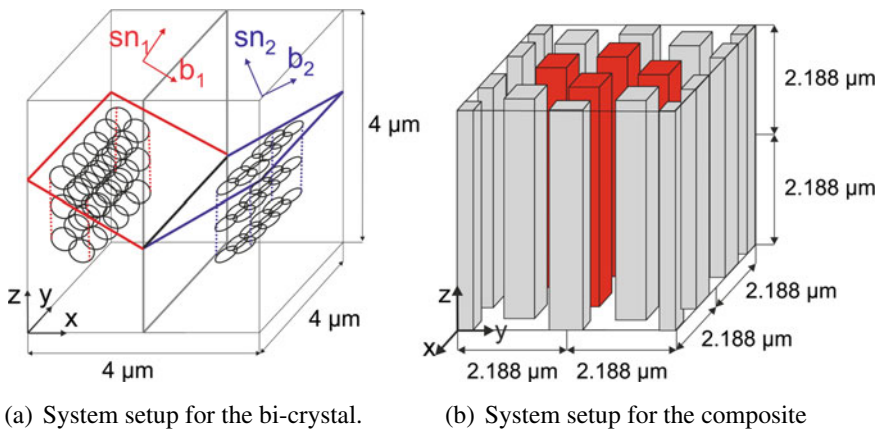 sn1
b1
sn2
b2
4 µm
z
y
x
4 µm
4 µm
2.188 µm
2.188 µm
z
y
x
2.188 µm
2.188 µm
2.188 µm
2.188 µm
(a) System setup for the bi-crystal.
(b) System setup for the composite